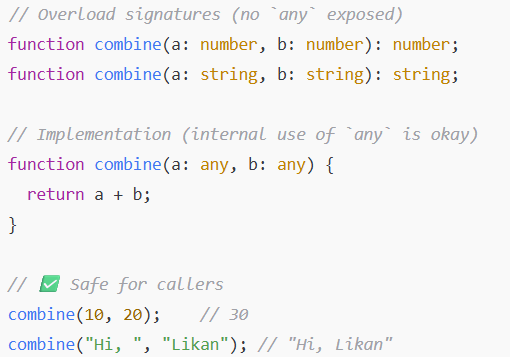 // Overload signatures (no `any` exposed)
function combine(a: number, b: number): number;
function combine(a: string, b: string): string;
// Implementation (internal use of `any` is okay)
function combine(a: any, b: any) {
  return a + b;
}
// ✅ Safe for callers
combine(10, 20);    // 30
combine("Hi, ", "Likan"); // "Hi, Likan"